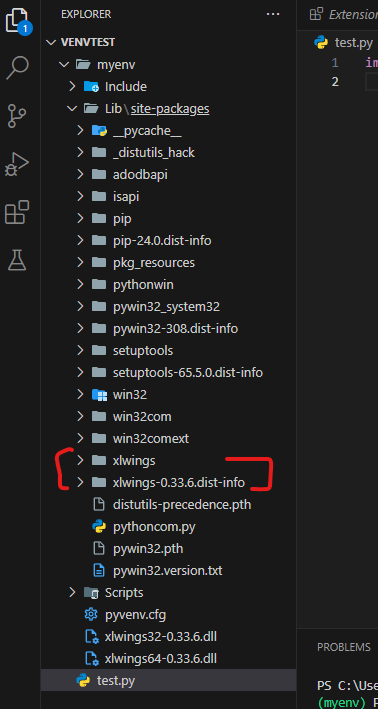 1
EXPLORER
...
Extension
VENVTEST
test.py
myenv
1 im
Include
2
Lib\site-packages
__pycache__
_distutils_hack
adodbapi
isapi
pip
pip-24.0.dist-info
pkg_resources
pythonwin
pywin32_system32
pywin32-308.dist-info
setuptools
setuptools-65.5.0.dist-info
win32
win32com
win32comext
xlwings
xlwings-0.33.6.dist-info
distutils-precedence.pth
pythoncom.py
pywin32.pth
pywin32.version.txt
Scripts
pyvenv.cfg
xlwings32-0.33.6.dll
xlwings64-0.33.6.dll
PROBLEMS
test.py
PS C:\Use
(myenv) P